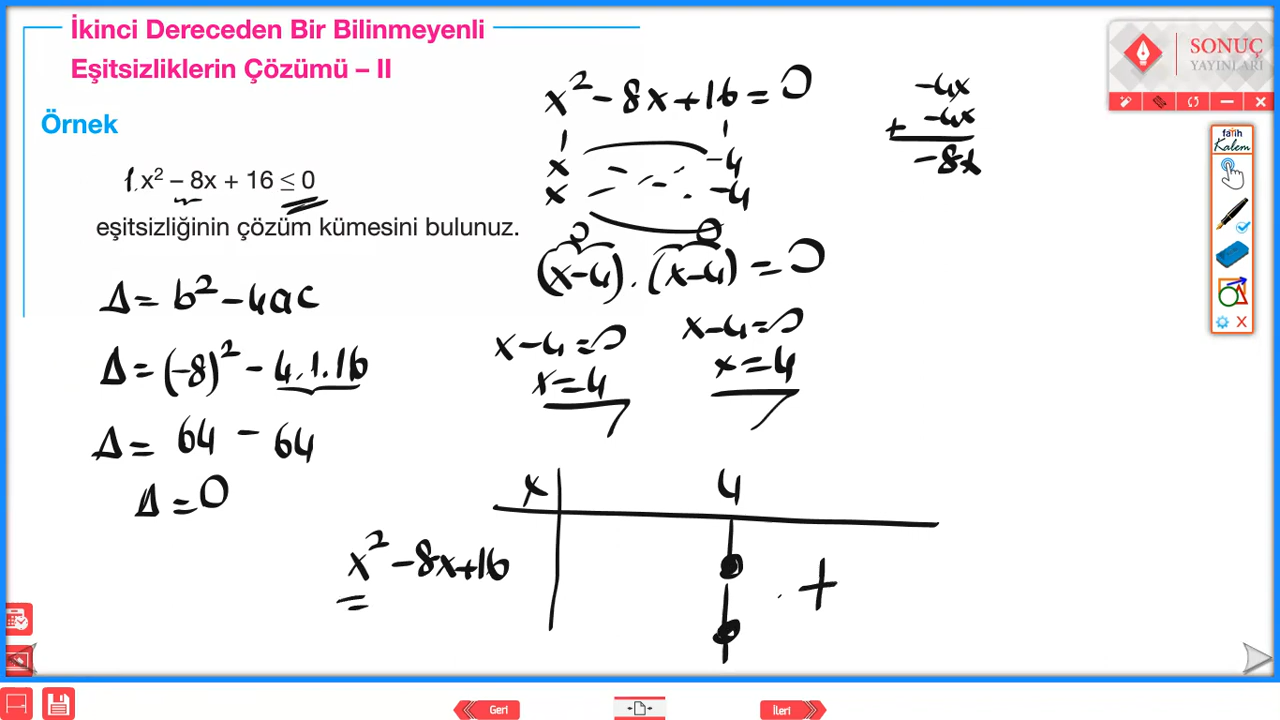 İkinci Dereceden Bir Bilinmeyenli
Eşitsizliklerin Çözümü – II
Örnek
1.x² – 8x + 16 ≤ 0
eşitsizliğinin çözüm kümesini bulunuz.
Δ = b² – 4ac
Δ = (–8)² – 4.1.16
Δ = 64 – 64
Δ = 0
x² – 8x + 16 = 0
x –4
x –4
0 0
(x–4).(x–4) = 0
x–4=0 x–4=0
x=4 x=4
–4x
+ –4x
–8x
x 4
x² – 8x+16 +
SONUÇ
YAYINLARI
fatih
Kalem
Geri
İleri